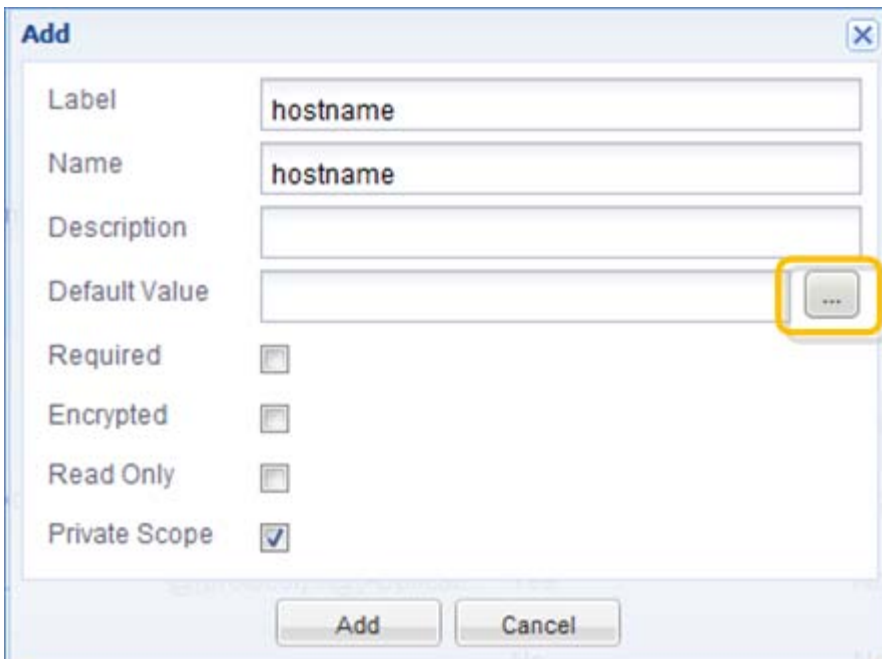 Add
Label
hostname
Name
hostname
Description
Default Value
...
Required
Encrypted
Read Only
Private Scope
Add
Cancel